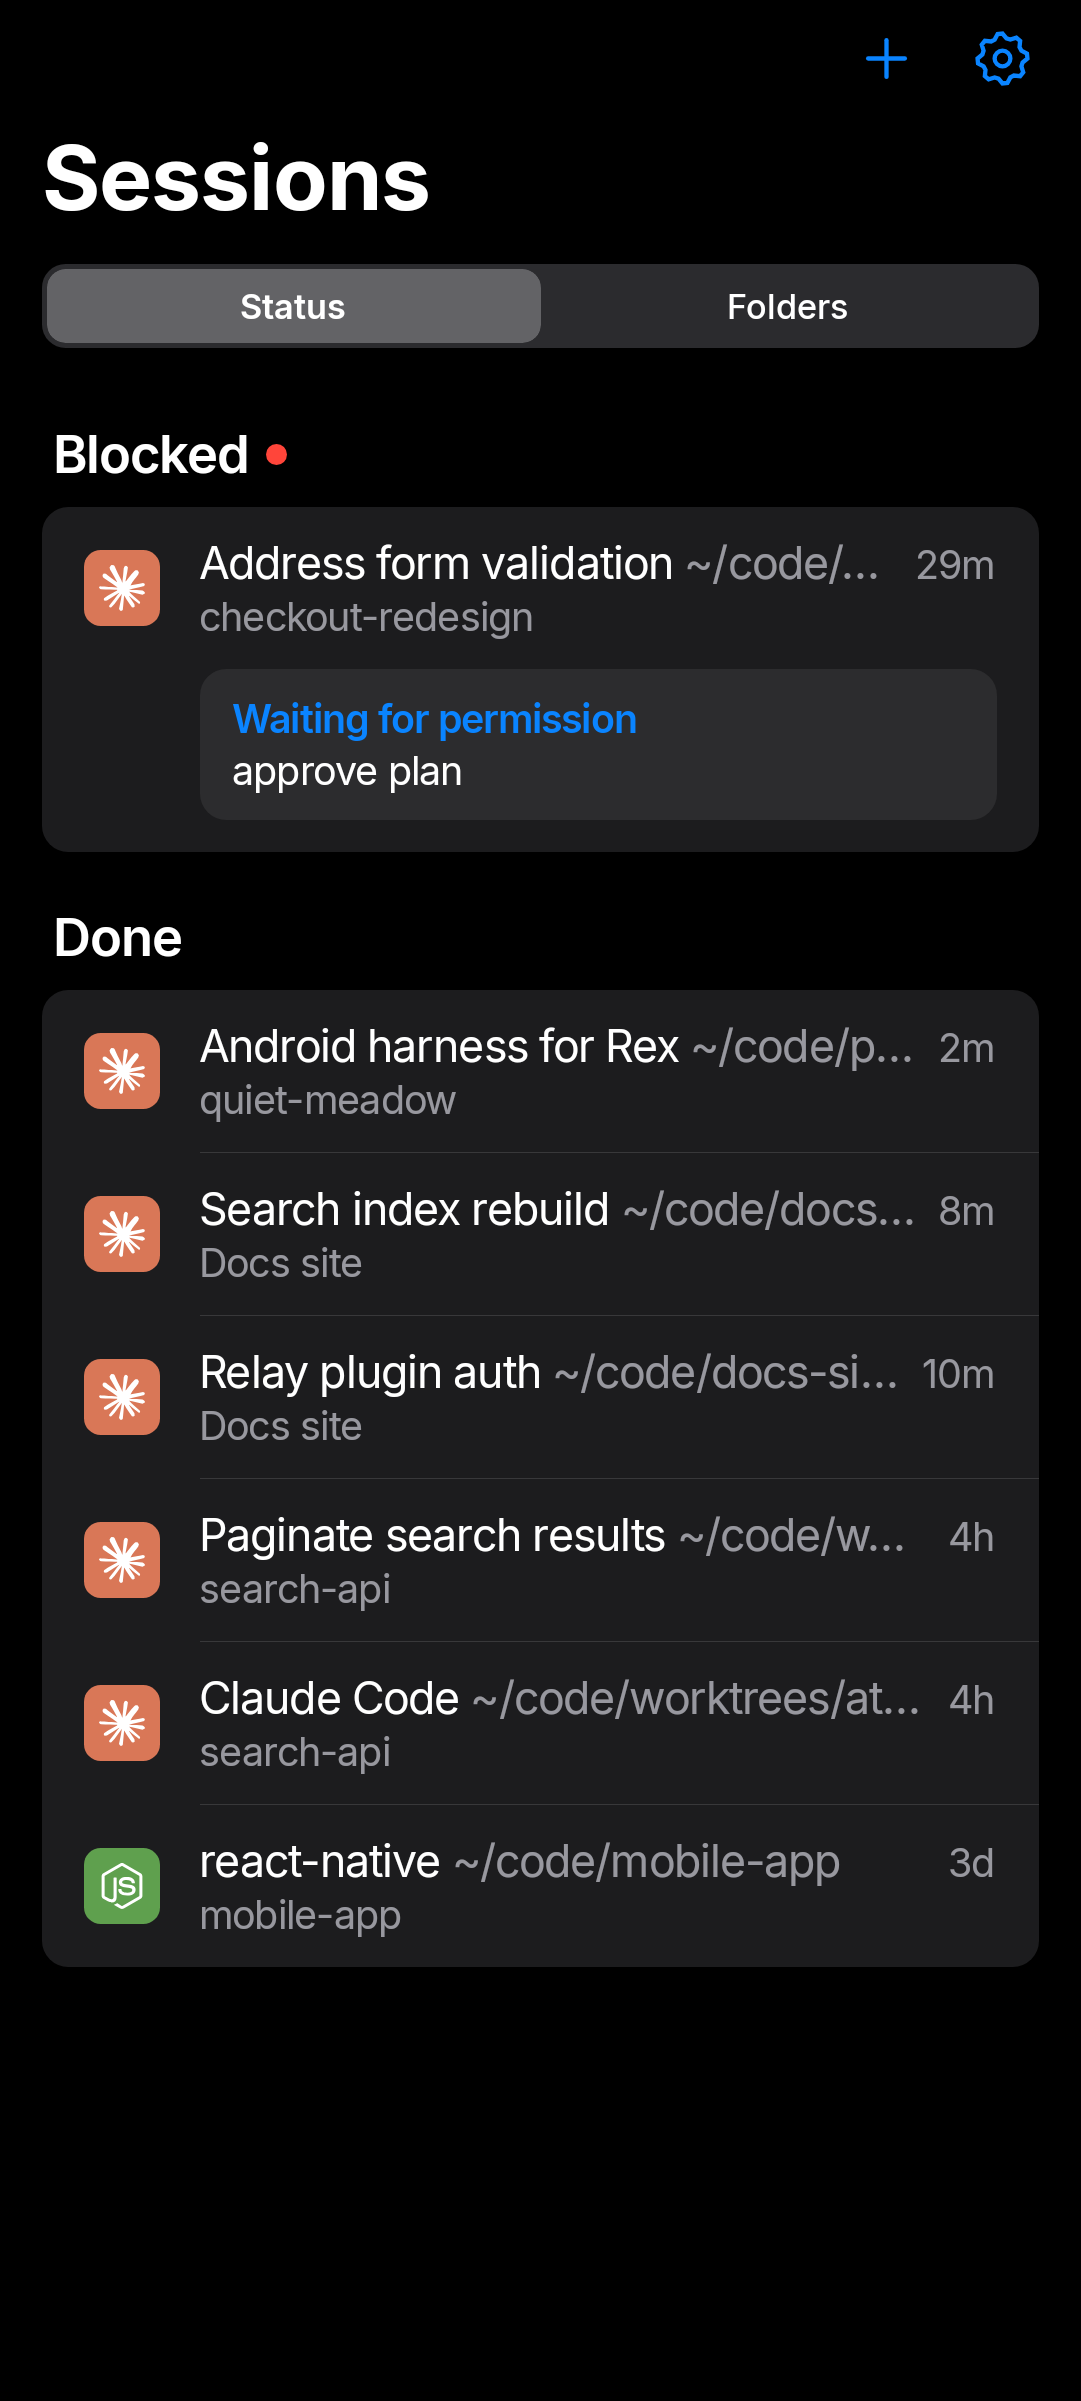 Sessions
Status
Folders
Blocked
Address form validation ~/code/... 29m
checkout-redesign
Waiting for permission
approve plan
Done
Android harness for Rex ~/code/p... 2m
quiet-meadow
Search index rebuild ~/code/docs... 8m
Docs site
Relay plugin auth ~/code/docs-si... 10m
Docs site
Paginate search results ~/code/w... 4h
search-api
Claude Code ~/code/worktrees/at... 4h
search-api
JS
react-native ~/code/mobile-app 3d
mobile-app